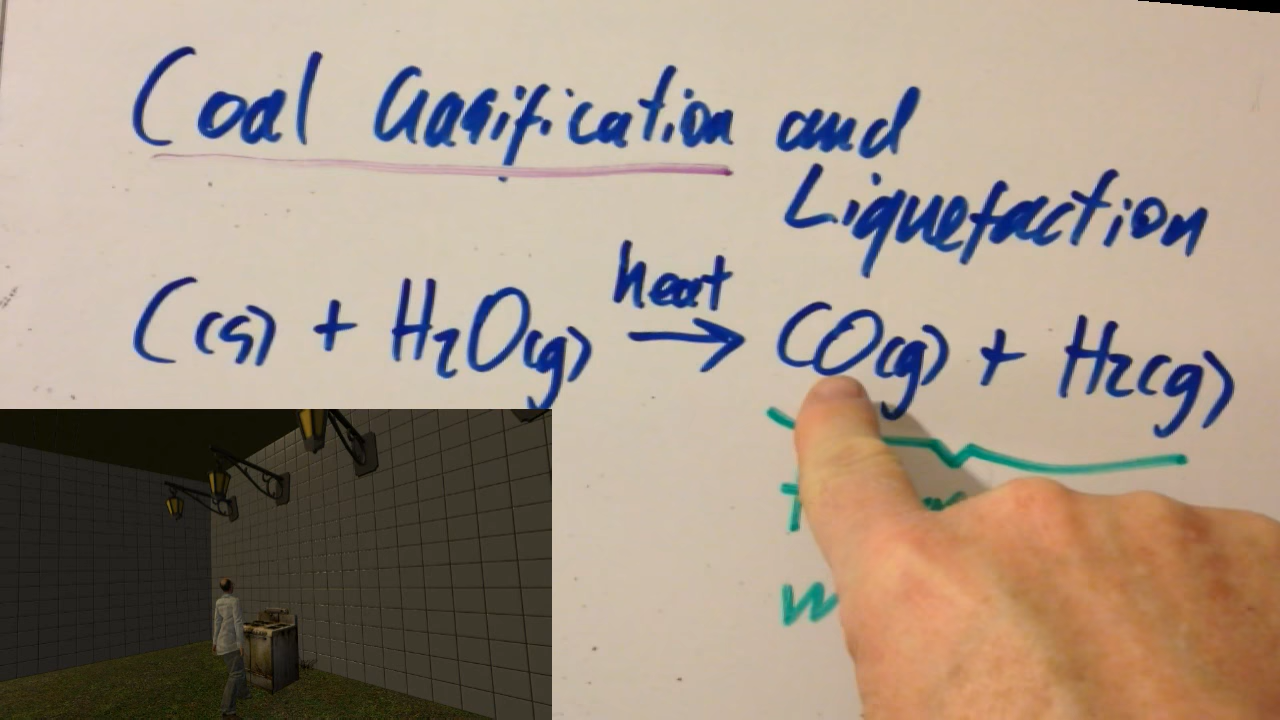 Coal Gasification and
Liquefaction
heat
C(s) + H2O(g) → CO(g) + H2(g)